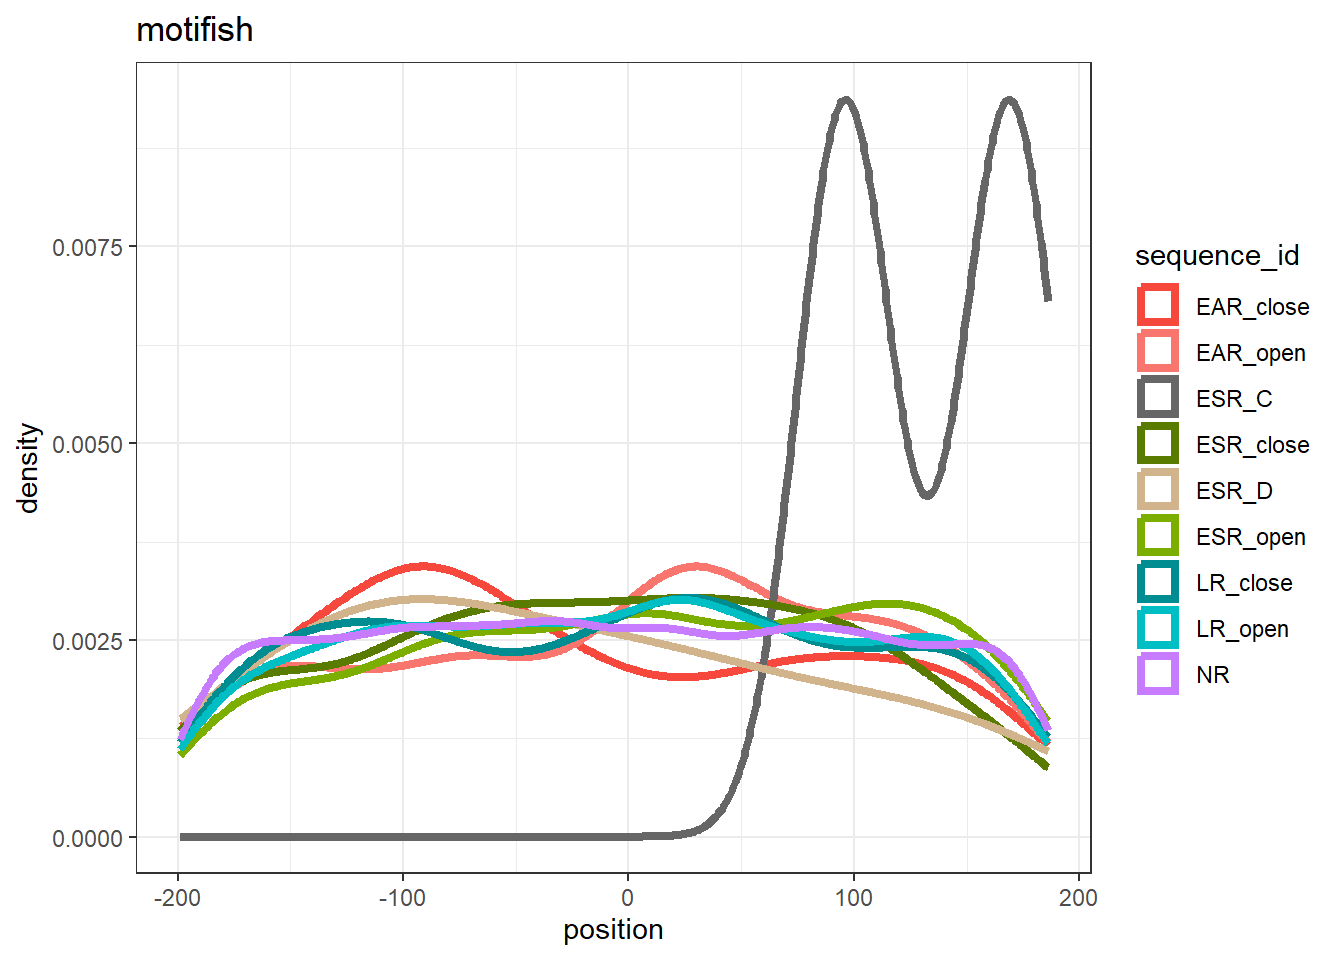 motifish
density
0.0075
0.0050
0.0025
0.0000
-200
-100
0
100
200
position
sequence_id
EAR_close
EAR_open
ESR_C
ESR_close
ESR_D
ESR_open
LR_close
LR_open
NR